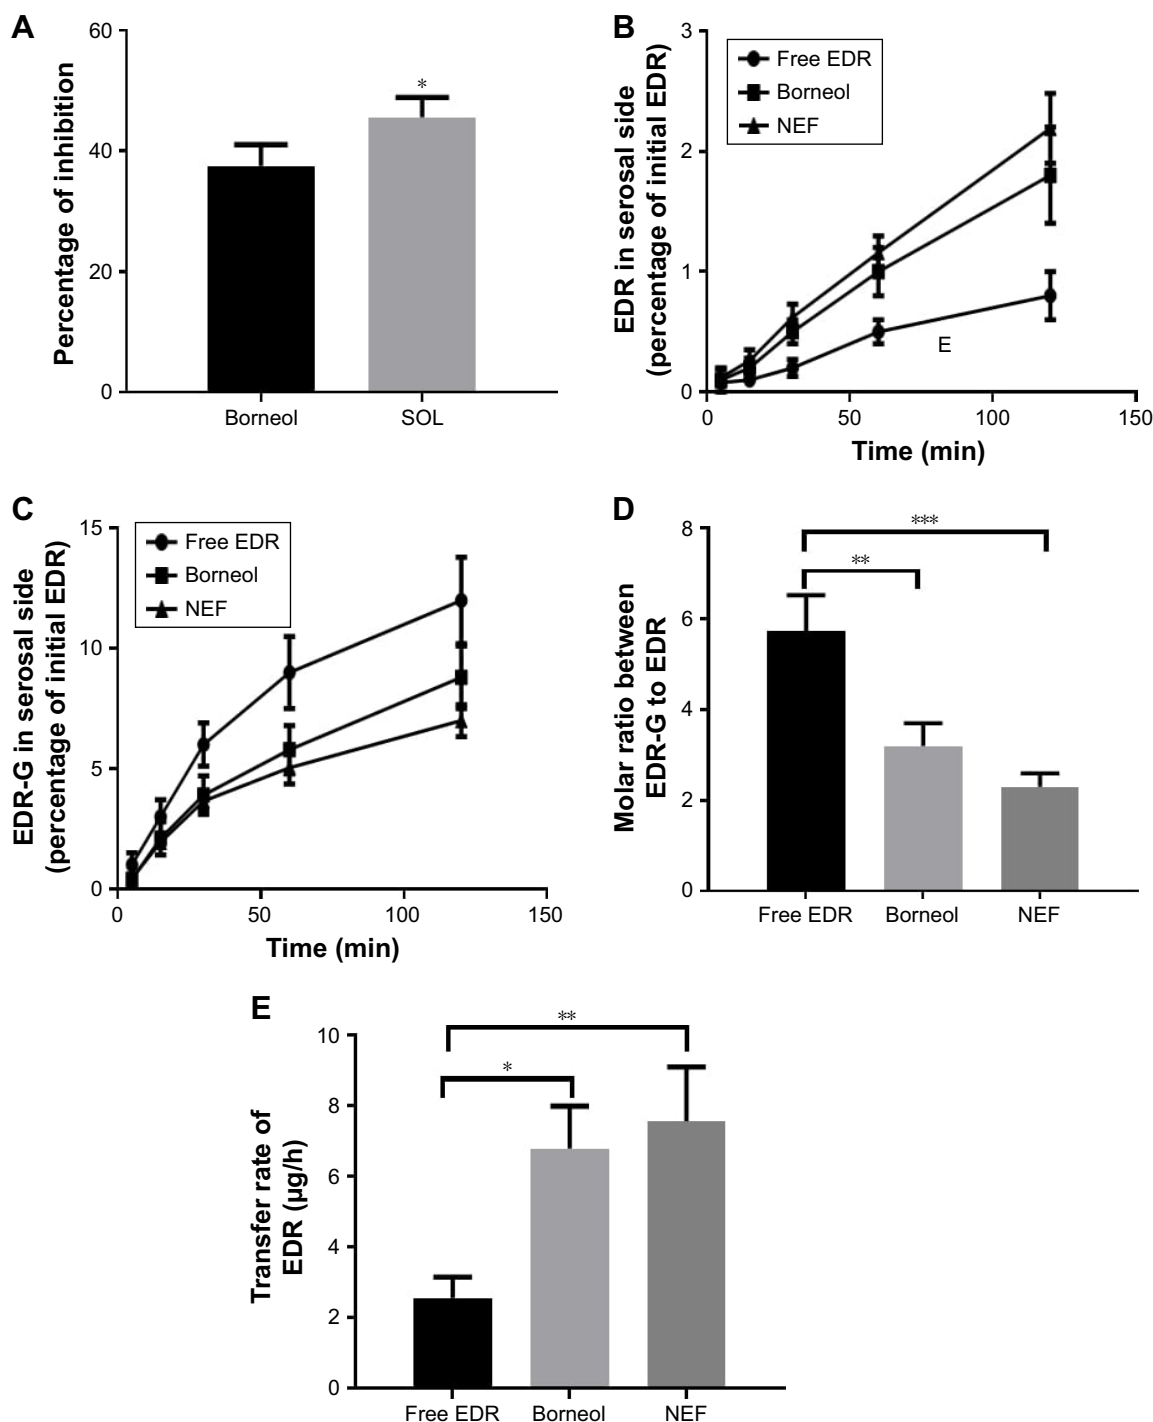 A
Percentage of inhibition
60
40
20
0
*
Borneol
SOL
B
EDR in serosal side
(percentage of initial EDR)
3
2
1
0
Free EDR
Borneol
NEF
E
0
50
100
150
Time (min)
C
EDR-G in serosal side
(percentage of initial EDR)
15
10
5
0
Free EDR
Borneol
NEF
0
50
100
150
Time (min)
D
Molar ratio between
EDR-G to EDR
8
6
4
2
0
***
**
Free EDR
Borneol
NEF
E
Transfer rate of
EDR (μg/h)
10
8
6
4
2
0
**
*
Free EDR
Borneol
NEF